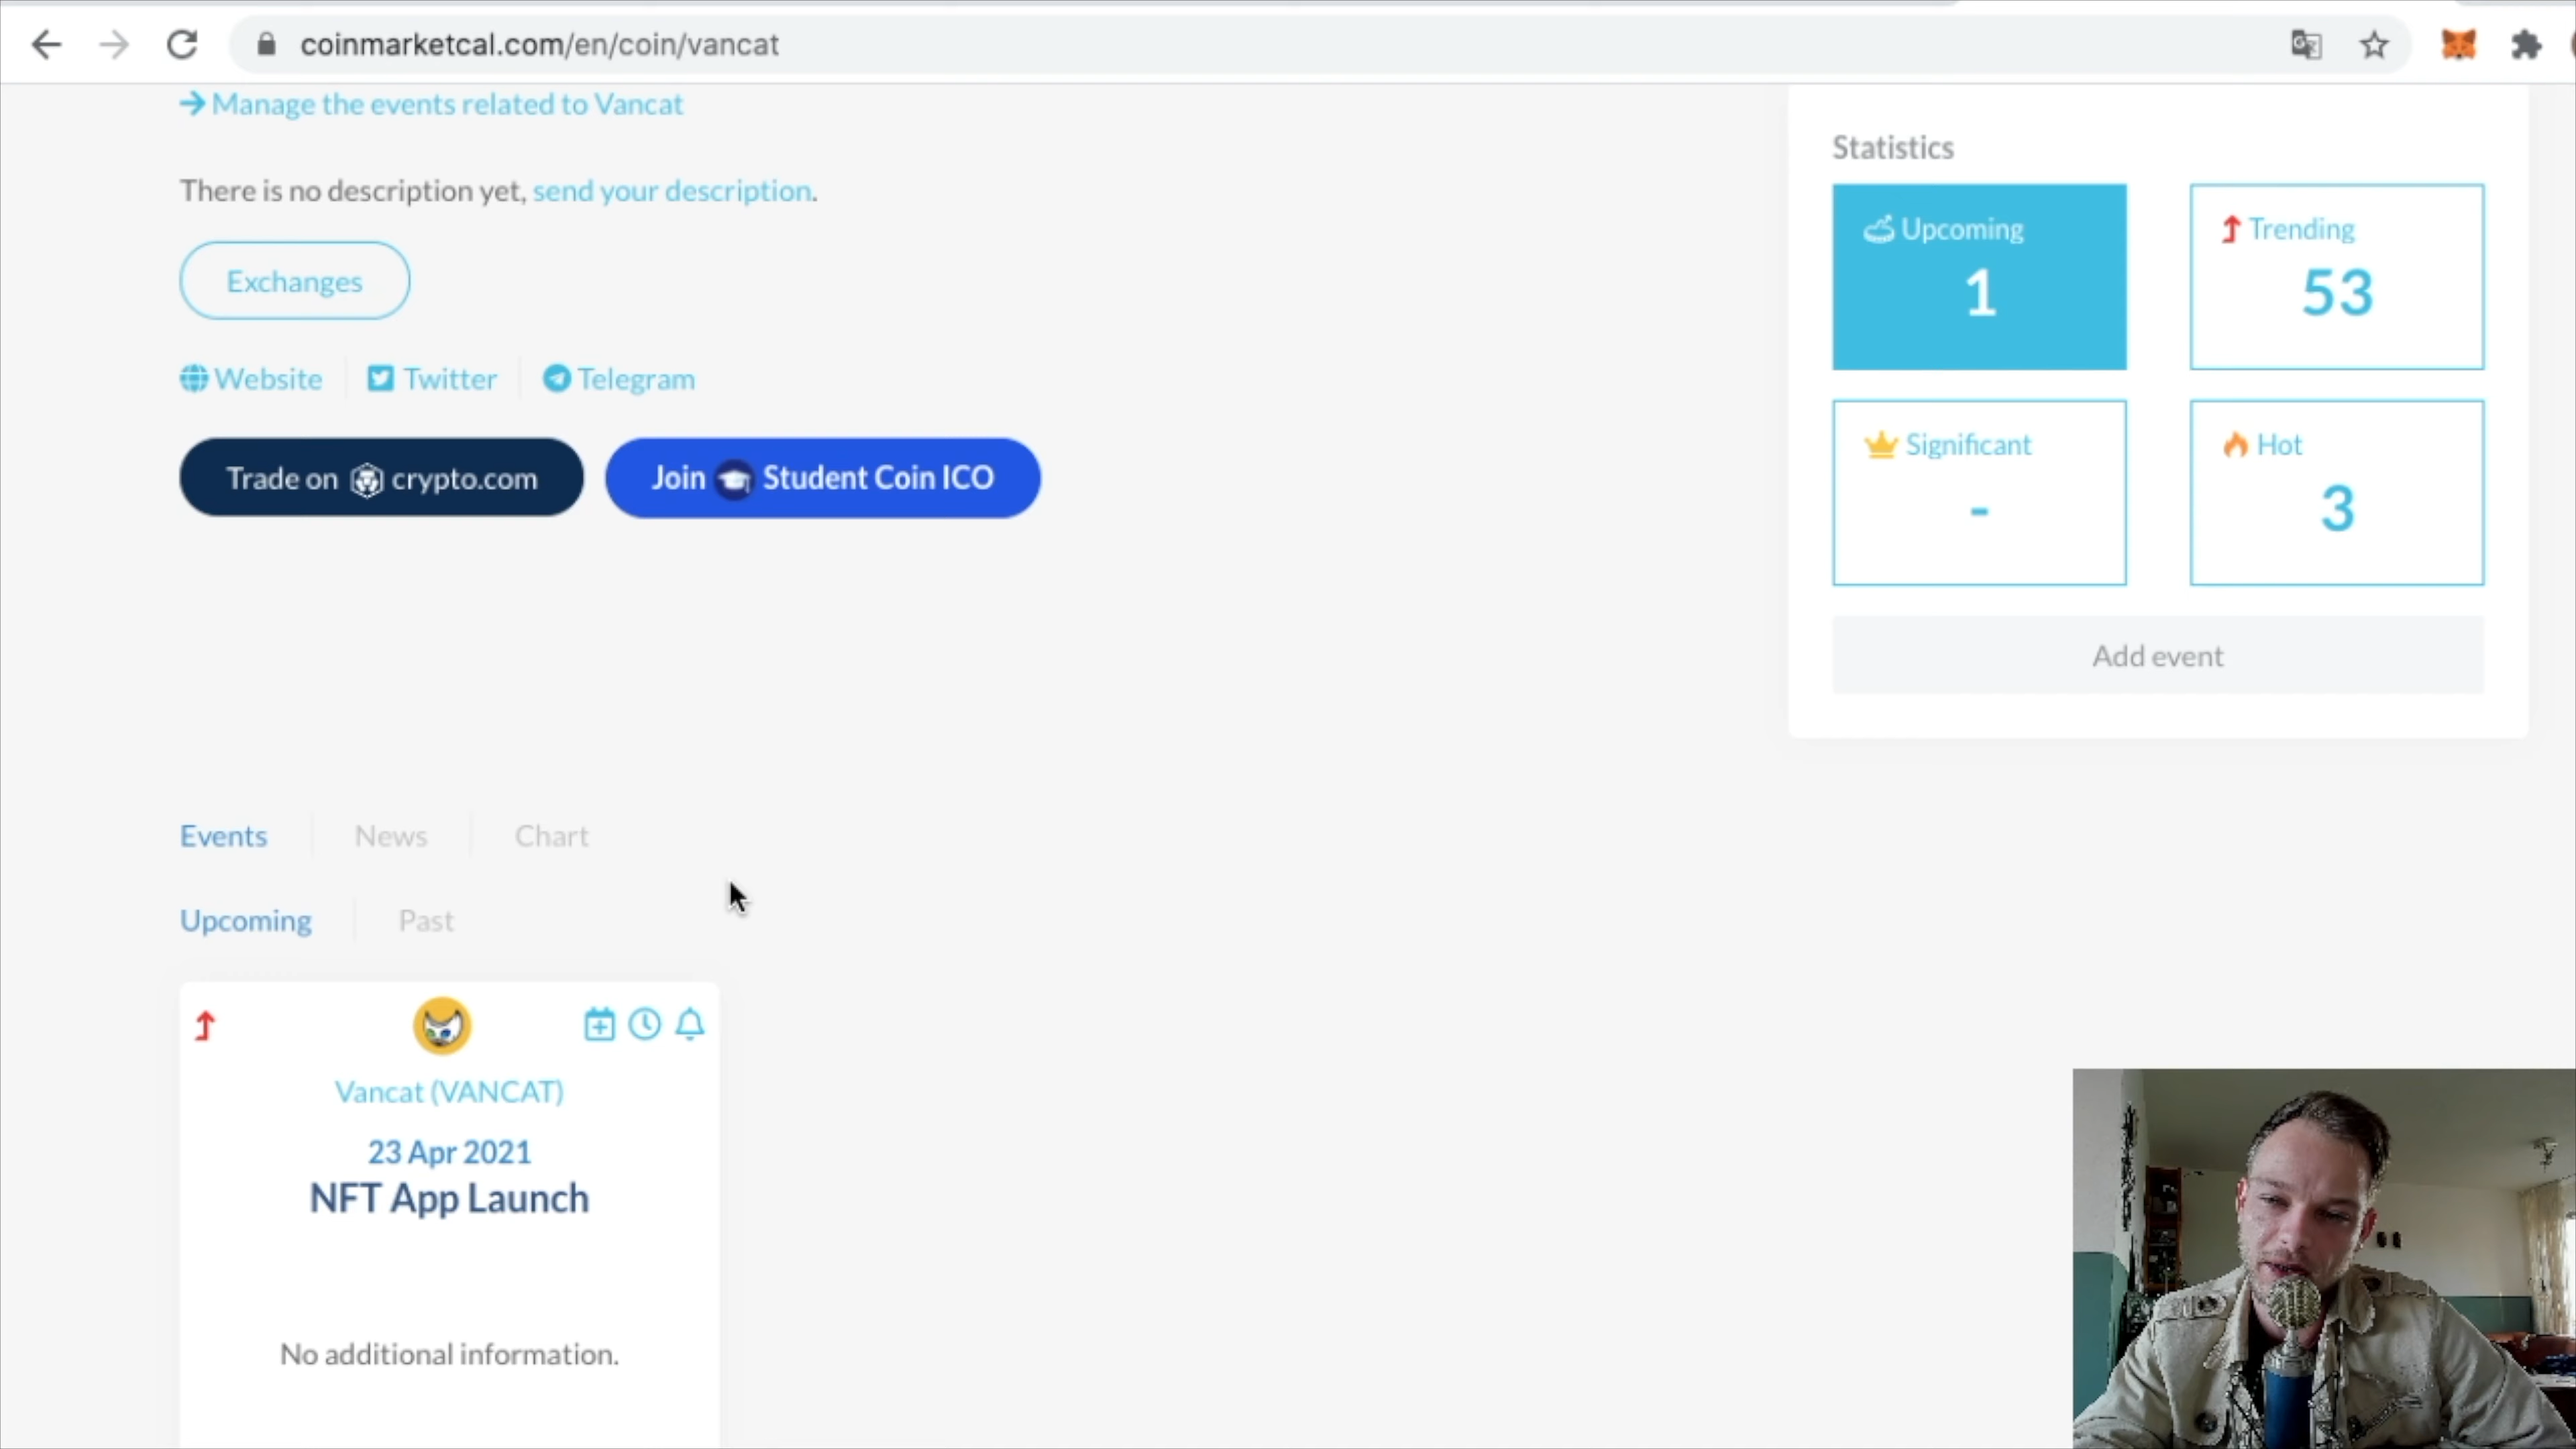 coinmarketcal.com/en/coin/vancat
Manage the events related to Vancat
There is no description yet, send your description.
Exchanges
Website
Twitter
Telegram
Trade on crypto.com
Join Student Coin ICO
Statistics
Upcoming
1
Trending
53
Significant
-
Hot
3
Add event
Events
News
Chart
Upcoming
Past
Vancat (VANCAT)
23 Apr 2021
NFT App Launch
No additional information.